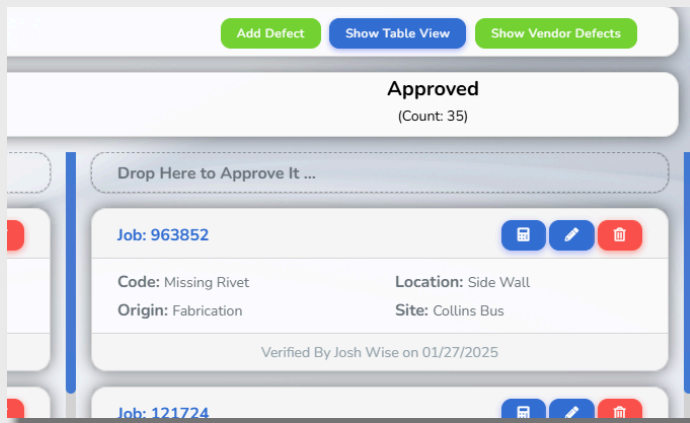 Add Defect
Show Table View
Show Vendor Defects
Approved
(Count: 35)
Drop Here to Approve It ...
Job: 963852
Code: Missing Rivet
Location: Side Wall
Origin: Fabrication
Site: Collins Bus
Verified By Josh Wise on 01/27/2025
Job: 121724